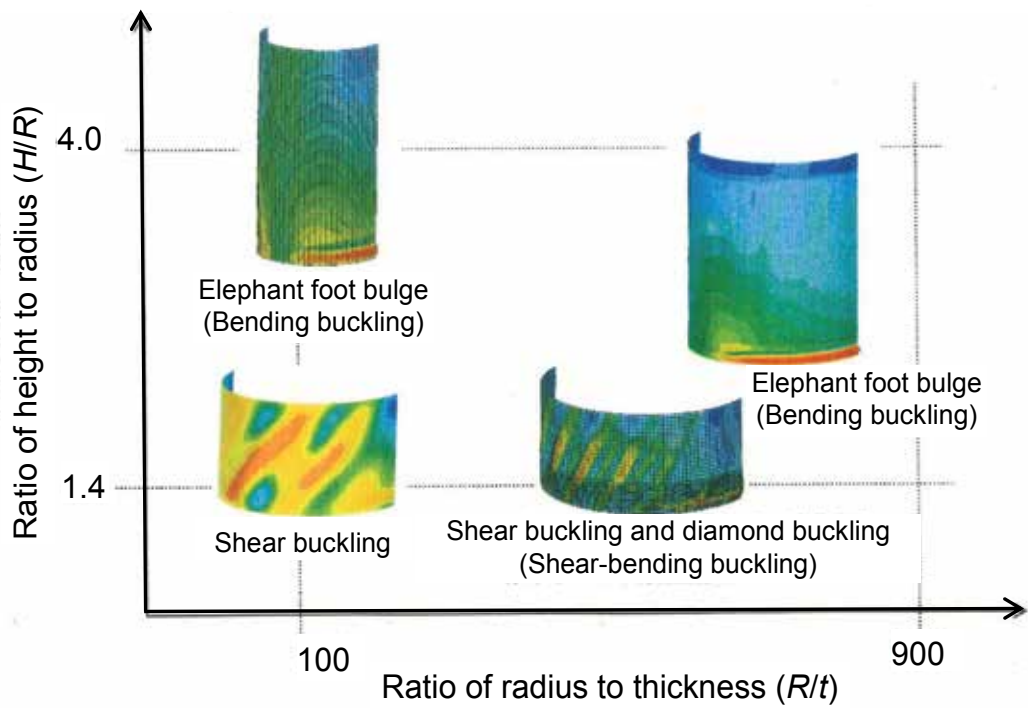 Ratio of height to radius (H/R)
4.0
Elephant foot bulge
(Bending buckling)
Elephant foot bulge
(Bending buckling)
1.4
Shear buckling
Shear buckling and diamond buckling
(Shear-bending buckling)
100
900
Ratio of radius to thickness (R/t)